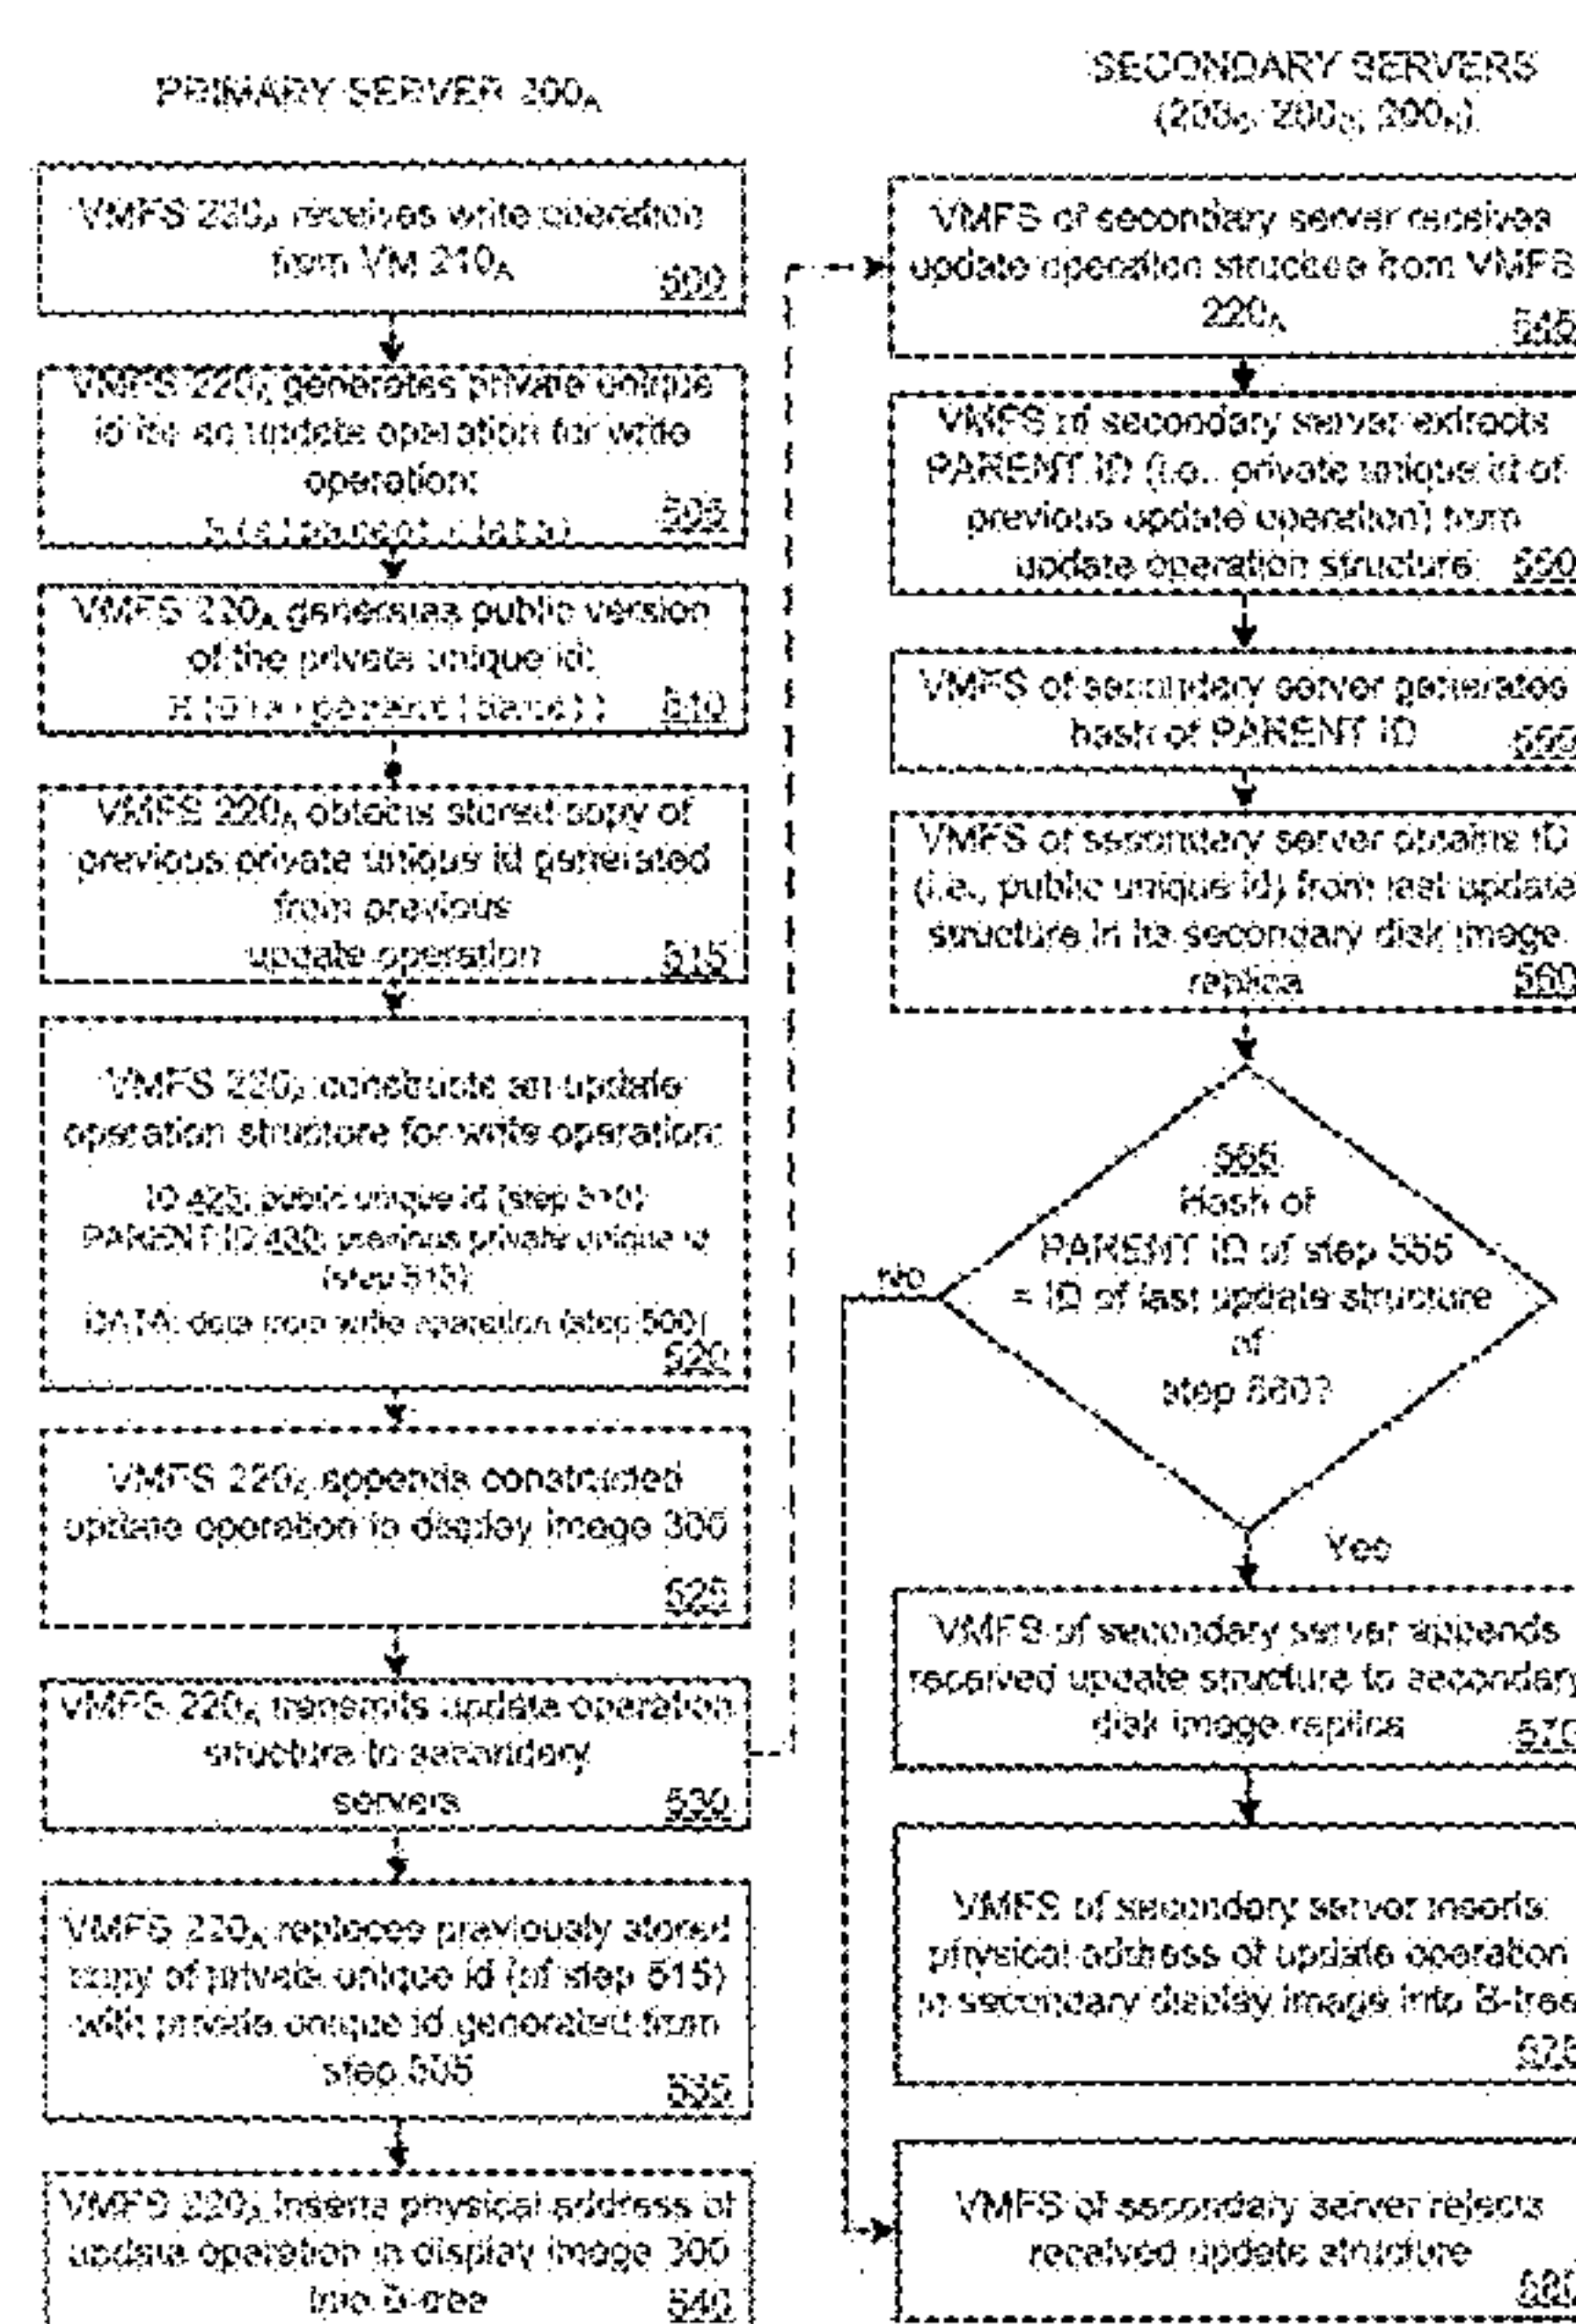 PRIMARY SERVER 200A
VMFS 220A receives write operation
from VM 210A
500
VMFS 220A generates private unique
id for an update operation for write
operation:
505
VMFS 220A generates public version
of the private unique id:
510
VMFS 220A obtains stored copy of
previous private unique id generated
from previous
update operation
515
VMFS 220A constructs an update
operation structure for write operation:
ID 425: public unique id (step 510)
PARENT ID 430: previous private unique id
(step 515)
DATA: data from write operation (step 500)
520
VMFS 220A appends constructed
update operation to display image 300
525
VMFS 220A transmits update operation
structure to secondary
servers
530
VMFS 220A replaces previously stored
copy of private unique id (of step 515)
with private unique id generated from
step 505
535
VMFS 220A inserts physical address of
update operation in display image 300
into B-tree
540
SECONDARY SERVERS
VMFS of secondary server receives
update operation structure from VMFS
220A
545
VMFS of secondary server extracts
PARENT ID (i.e., private unique id of
previous update operation) from
update operation structure
550
VMFS of secondary server generates
hash of PARENT ID
555
VMFS of secondary server obtains ID
(i.e., public unique id) from last update
structure in its secondary disk image
replica
560
565
Hash of
PARENT ID of step 555
= ID of last update structure
of
step 560?
No
Yes
VMFS of secondary server appends
received update structure to secondary
disk image replica
570
VMFS of secondary server inserts
physical address of update operation
in secondary display image into B-tree
575
VMFS of secondary server rejects
received update structure
580